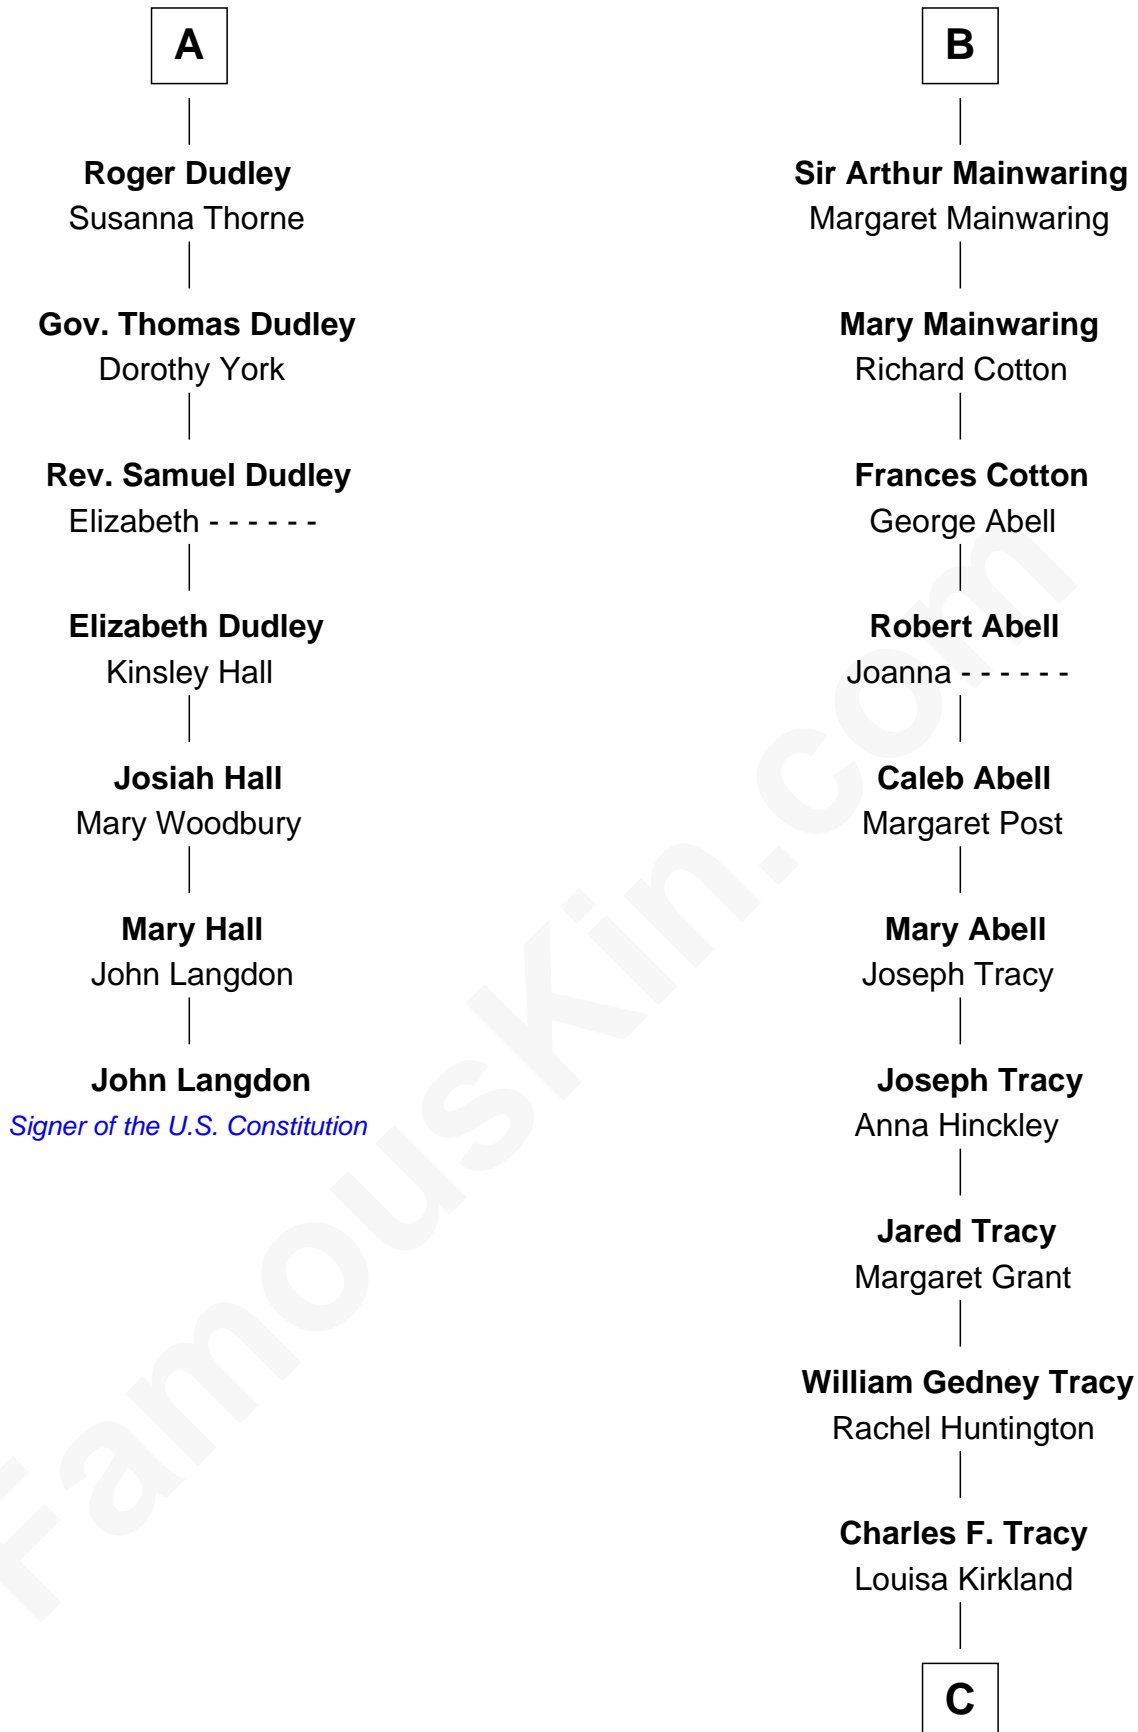 A
Roger Dudley
Susanna Thorne
Gov. Thomas Dudley
Dorothy York
Rev. Samuel Dudley
Elizabeth - - - - - -
Elizabeth Dudley
Kinsley Hall
Josiah Hall
Mary Woodbury
Mary Hall
John Langdon
John Langdon
Signer of the U.S. Constitution
B
Sir Arthur Mainwaring
Margaret Mainwaring
Mary Mainwaring
Richard Cotton
Frances Cotton
George Abell
Robert Abell
Joanna - - - - - -
Caleb Abell
Margaret Post
Mary Abell
Joseph Tracy
Joseph Tracy
Anna Hinckley
Jared Tracy
Margaret Grant
William Gedney Tracy
Rachel Huntington
Charles F. Tracy
Louisa Kirkland
C
FamousKin.com